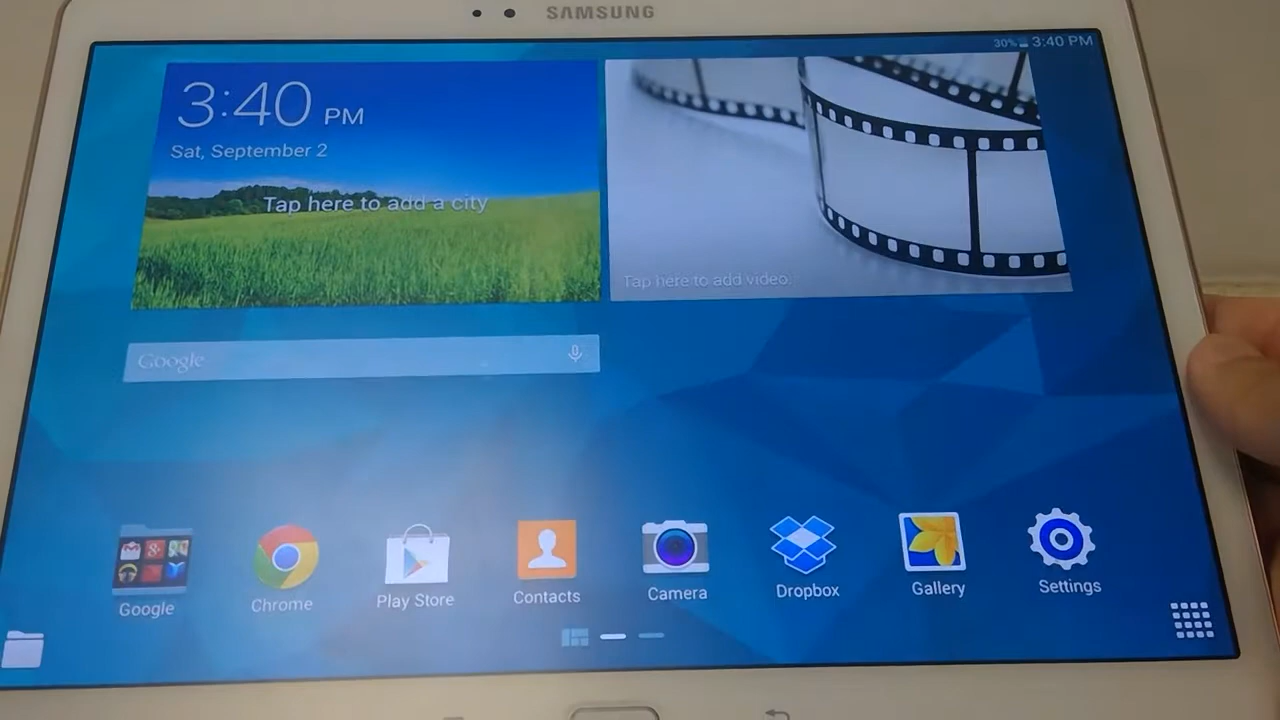 SAMSUNG
30% 3:40 PM
3:40 PM
Sat, September 2
Tap here to add a city
Tap here to add video.
Google
Google
Chrome
Play Store
Contacts
Camera
Dropbox
Gallery
Settings